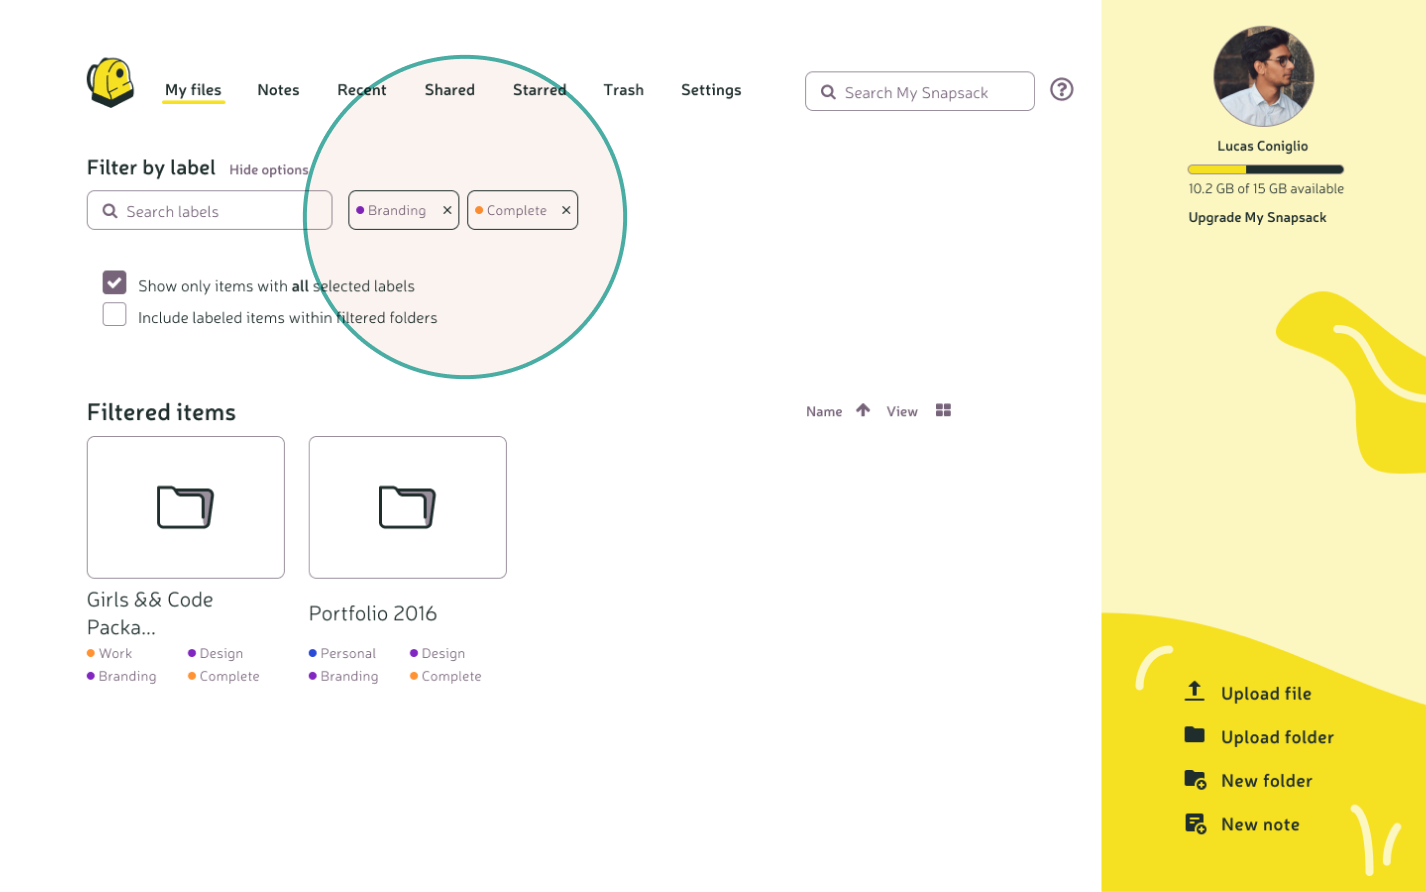 My files Notes Recent Shared Starred Trash Settings
Search My Snapsack
Lucas Coniglio
10.2 GB of 15 GB available
Upgrade My Snapsack
Filter by label Hide options
Search labels
Branding Complete
Show only items with all selected labels
Include labeled items within filtered folders
Filtered items
Name View
Girls && Code
Packa...
Work Design
Branding Complete
Portfolio 2016
Personal Design
Branding Complete
Upload file
Upload folder
New folder
New note